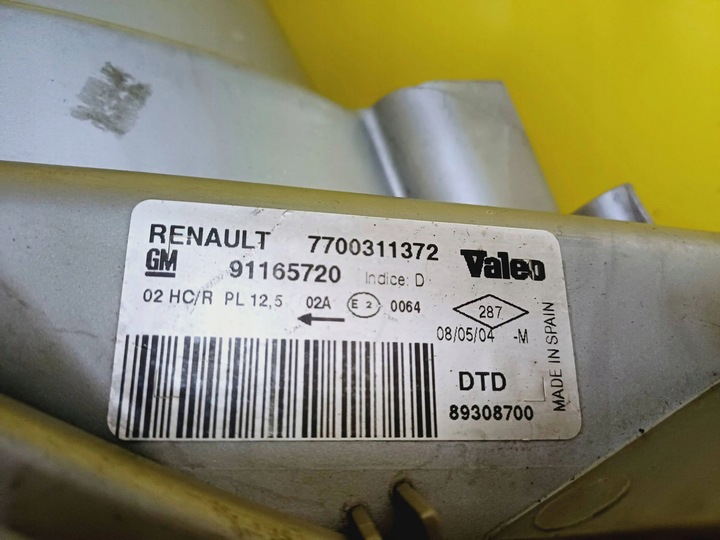 RENAULT 7700311372 Valeo
GM 91165720 Indice: D
02 HC/R PL 12,5 02A E 2 0064
287
08/05/04 -M
DTD
89308700
MADE IN SPAIN